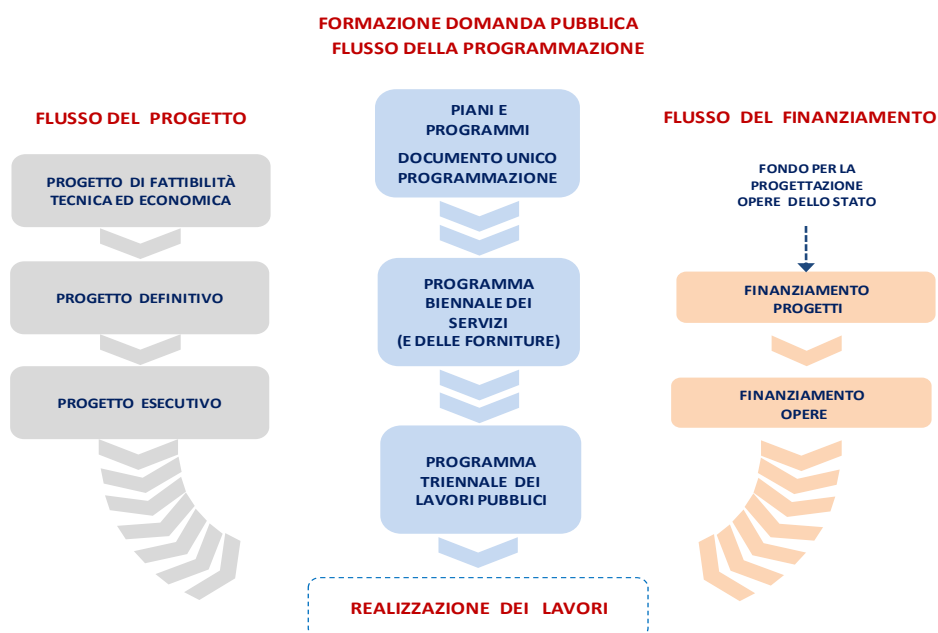 FORMAZIONE DOMANDA PUBBLICA
FLUSSO DELLA PROGRAMMAZIONE
FLUSSO DEL PROGETTO
PROGETTO DI FATTIBILITÀ
TECNICA ED ECONOMICA
PROGETTO DEFINITIVO
PROGETTO ESECUTIVO
PIANI E
PROGRAMMI
DOCUMENTO UNICO
PROGRAMMAZIONE
PROGRAMMA
BIENNALE DEI
SERVIZI
(E DELLE FORNITURE)
PROGRAMMA
TRIENNALE DEI
LAVORI PUBBLICI
FLUSSO DEL FINANZIAMENTO
FONDO PER LA
PROGETTAZIONE
OPERE DELLO STATO
FINANZIAMENTO
PROGETTI
FINANZIAMENTO
OPERE
REALIZZAZIONE DEI LAVORI